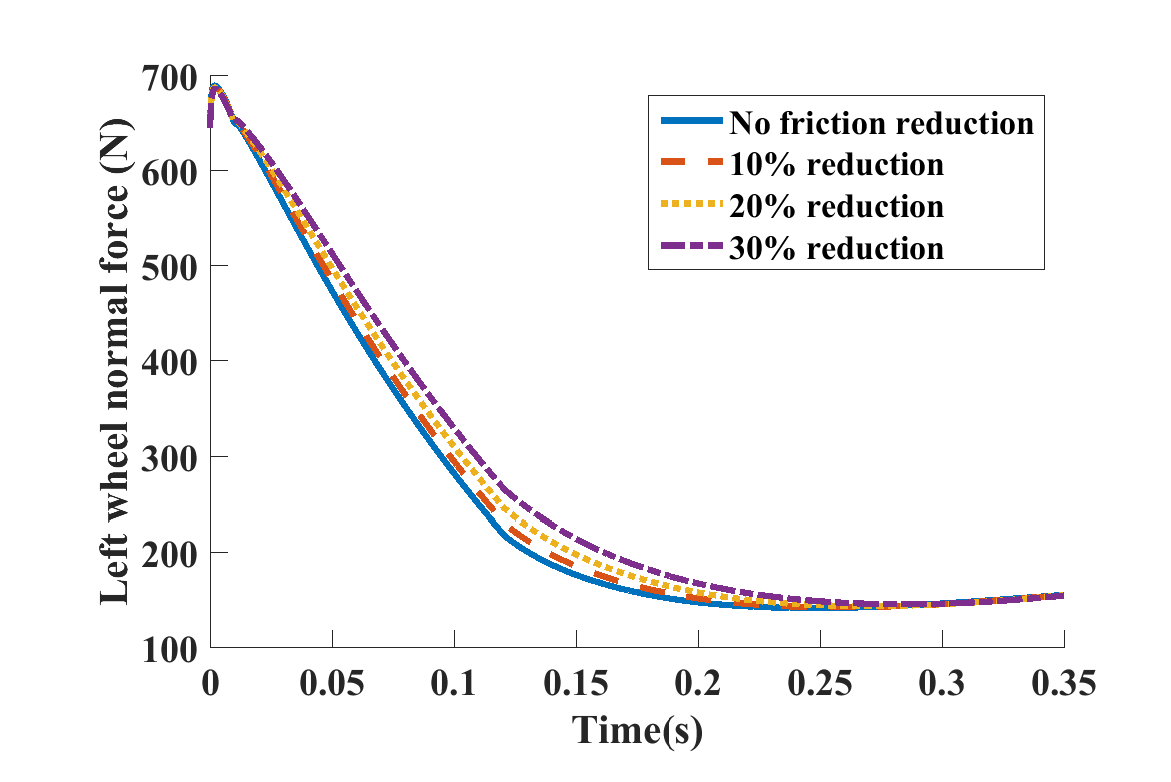 700
600
500
400
300
200
100
Left wheel normal force (N)
No friction reduction
10% reduction
20% reduction
30% reduction
0
0.05
0.1
0.15
0.2
0.25
0.3
0.35
Time(s)